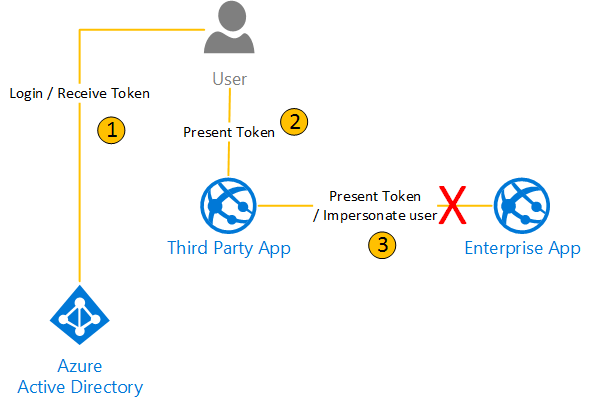 User
Login / Receive Token
1
Present Token
2
Present Token
/ Impersonate user
X
3
Third Party App
Enterprise App
Azure
Active Directory